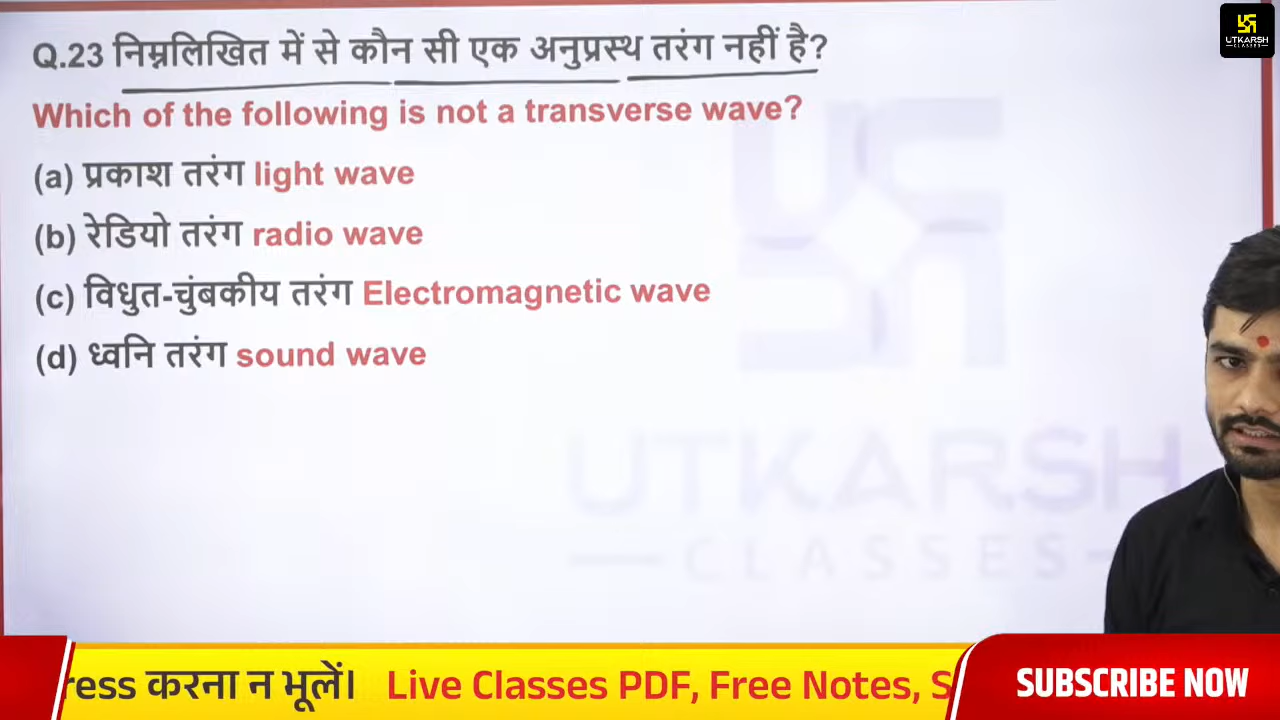 Q.23 निम्नलिखित में से कौन सी एक अनुप्रस्थ तरंग नहीं है?
Which of the following is not a transverse wave?
(a) प्रकाश तरंग light wave
(b) रेडियो तरंग radio wave
(c) विधुत-चुंबकीय तरंग Electromagnetic wave
(d) ध्वनि तरंग sound wave
UTKARSH
CLASSES
UTKARSH
CLASSES
ress करना न भूलें। Live Classes PDF, Free Notes, S
SUBSCRIBE NOW